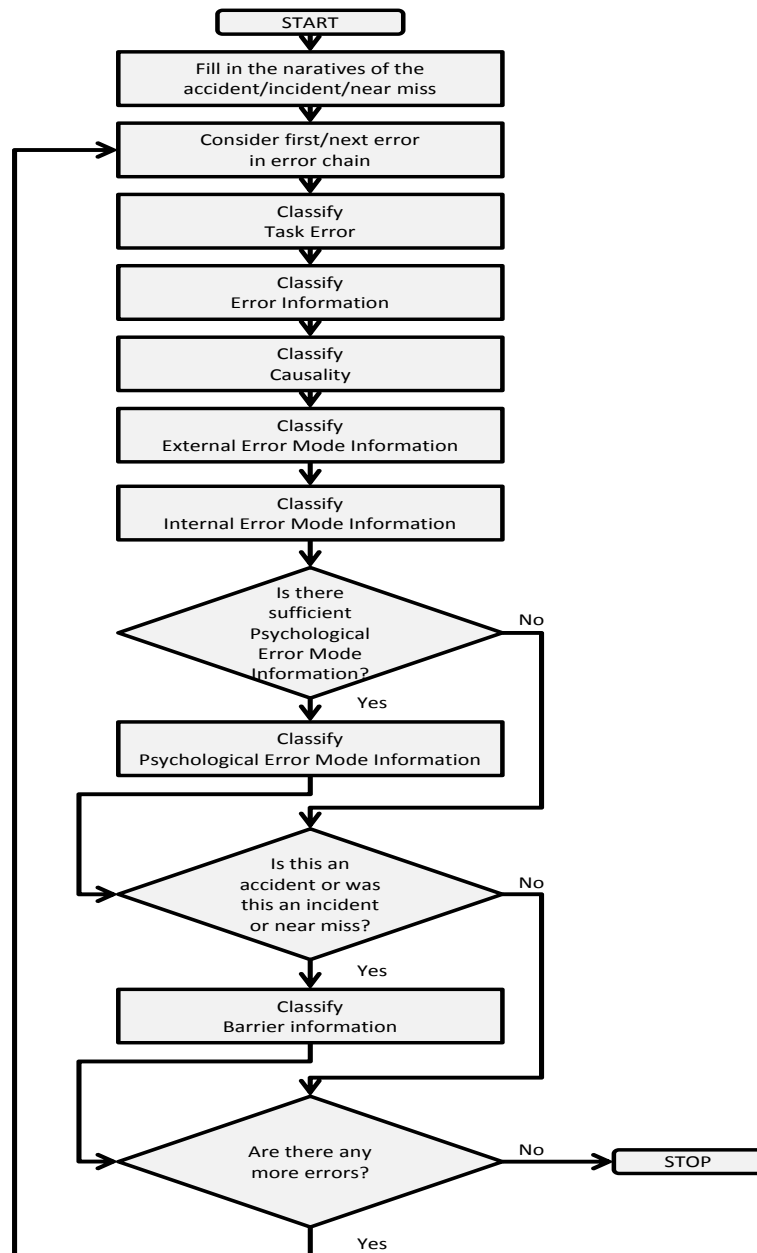 START
Fill in the naratives of the
accident/incident/near miss
Consider first/next error
in error chain
Classify
Task Error
Classify
Error Information
Classify
Causality
Classify
External Error Mode Information
Classify
Internal Error Mode Information
Is there
sufficient
Psychological
Error Mode
Information?
No
Yes
Classify
Psychological Error Mode Information
Is this an
accident or was
this an incident
or near miss?
No
Yes
Classify
Barrier information
Are there any
more errors?
No
STOP
Yes